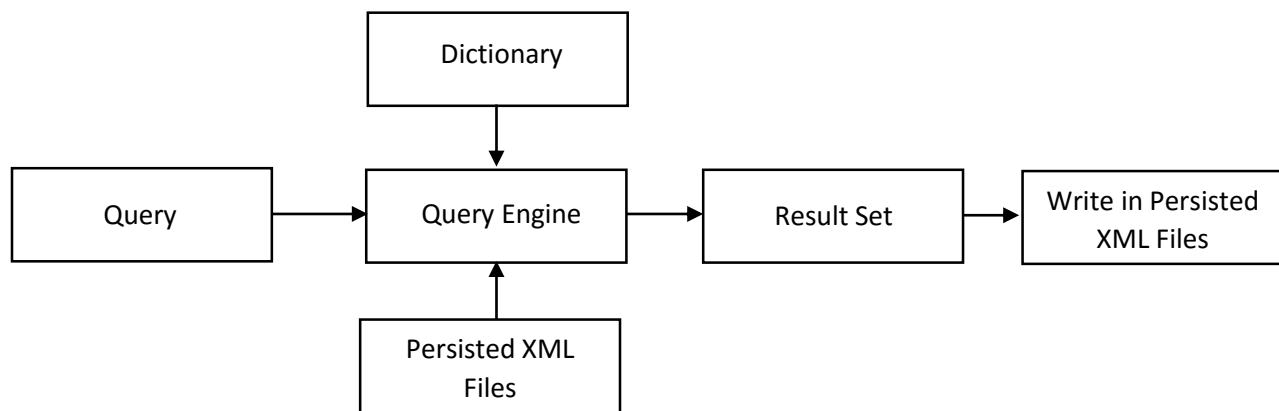 Dictionary
Query
Query Engine
Result Set
Write in Persisted
XML Files
Persisted XML
Files